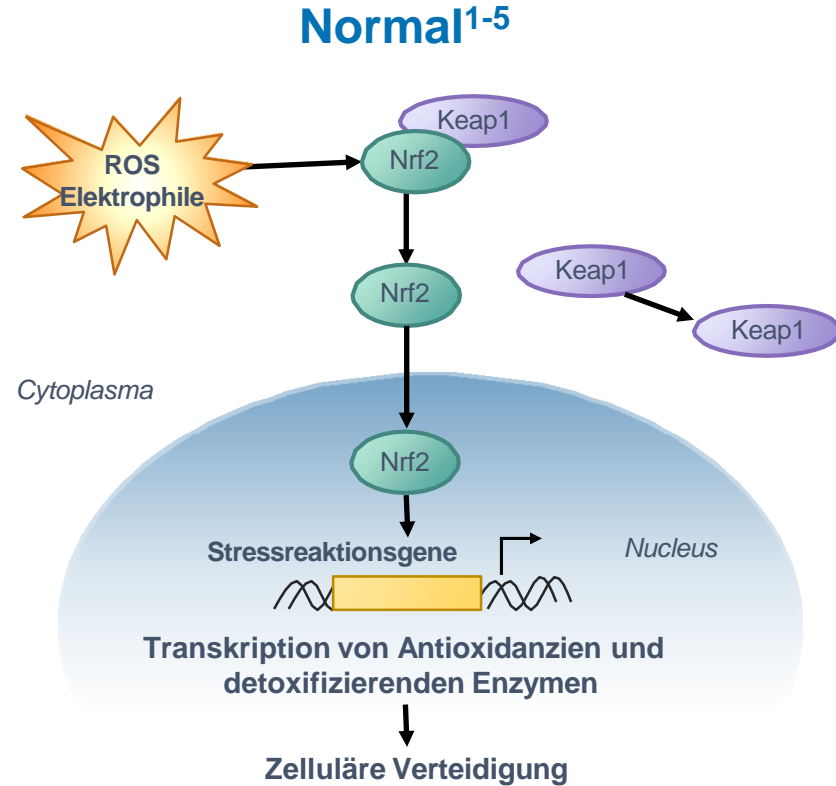 Normal1-5
Keap1
ROS
Nrf2
Elektrophile
Keap1
Nrf2
Keap1
Cytoplasma
Nrf2
Stressreaktionsgene
Nucleus
Transkription von Antioxidanzien und
detoxifizierenden Enzymen
Zelluläre Verteidigung